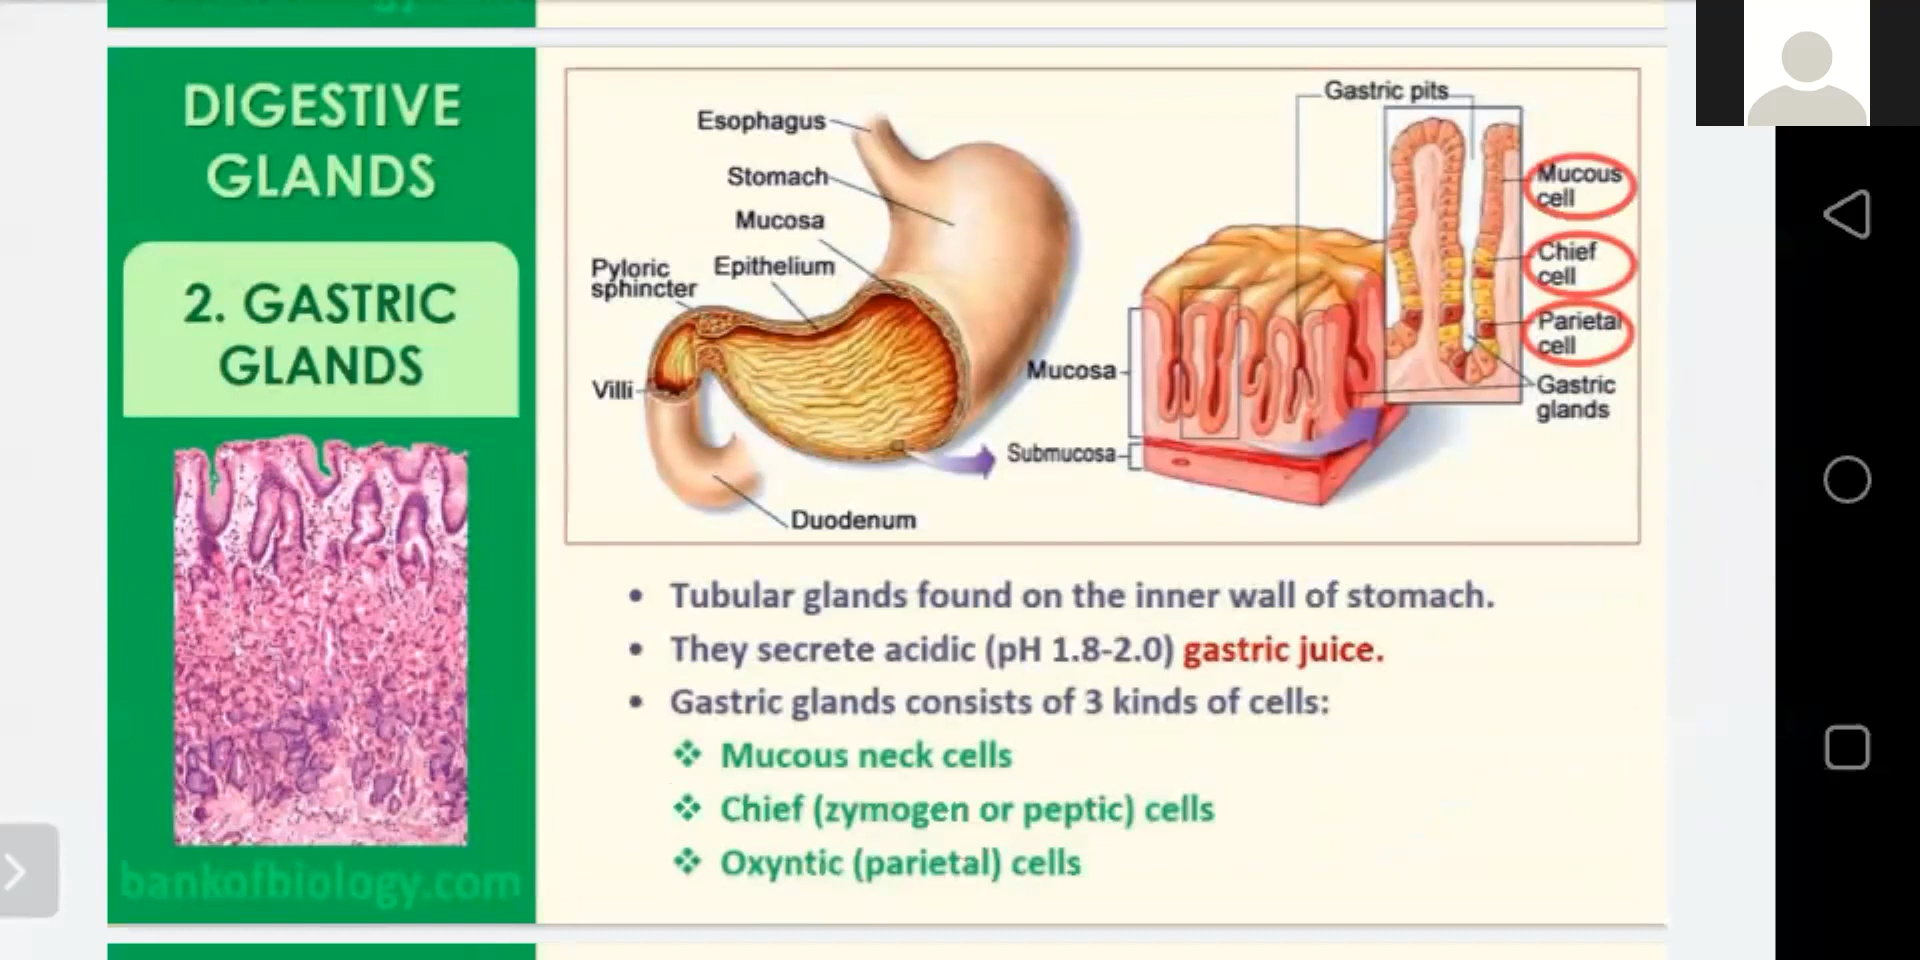 DIGESTIVE
GLANDS
2. GASTRIC
GLANDS
bankofbiology.com
Esophagus
Stomach
Mucosa
Epithelium
Pyloric
sphincter
Villi
Duodenum
Gastric pits
Mucous
cell
Chief
cell
Parietal
cell
Gastric
glands
Mucosa
Submucosa
• Tubular glands found on the inner wall of stomach.
• They secrete acidic (pH 1.8-2.0) gastric juice.
• Gastric glands consists of 3 kinds of cells:
❖ Mucous neck cells
❖ Chief (zymogen or peptic) cells
❖ Oxyntic (parietal) cells